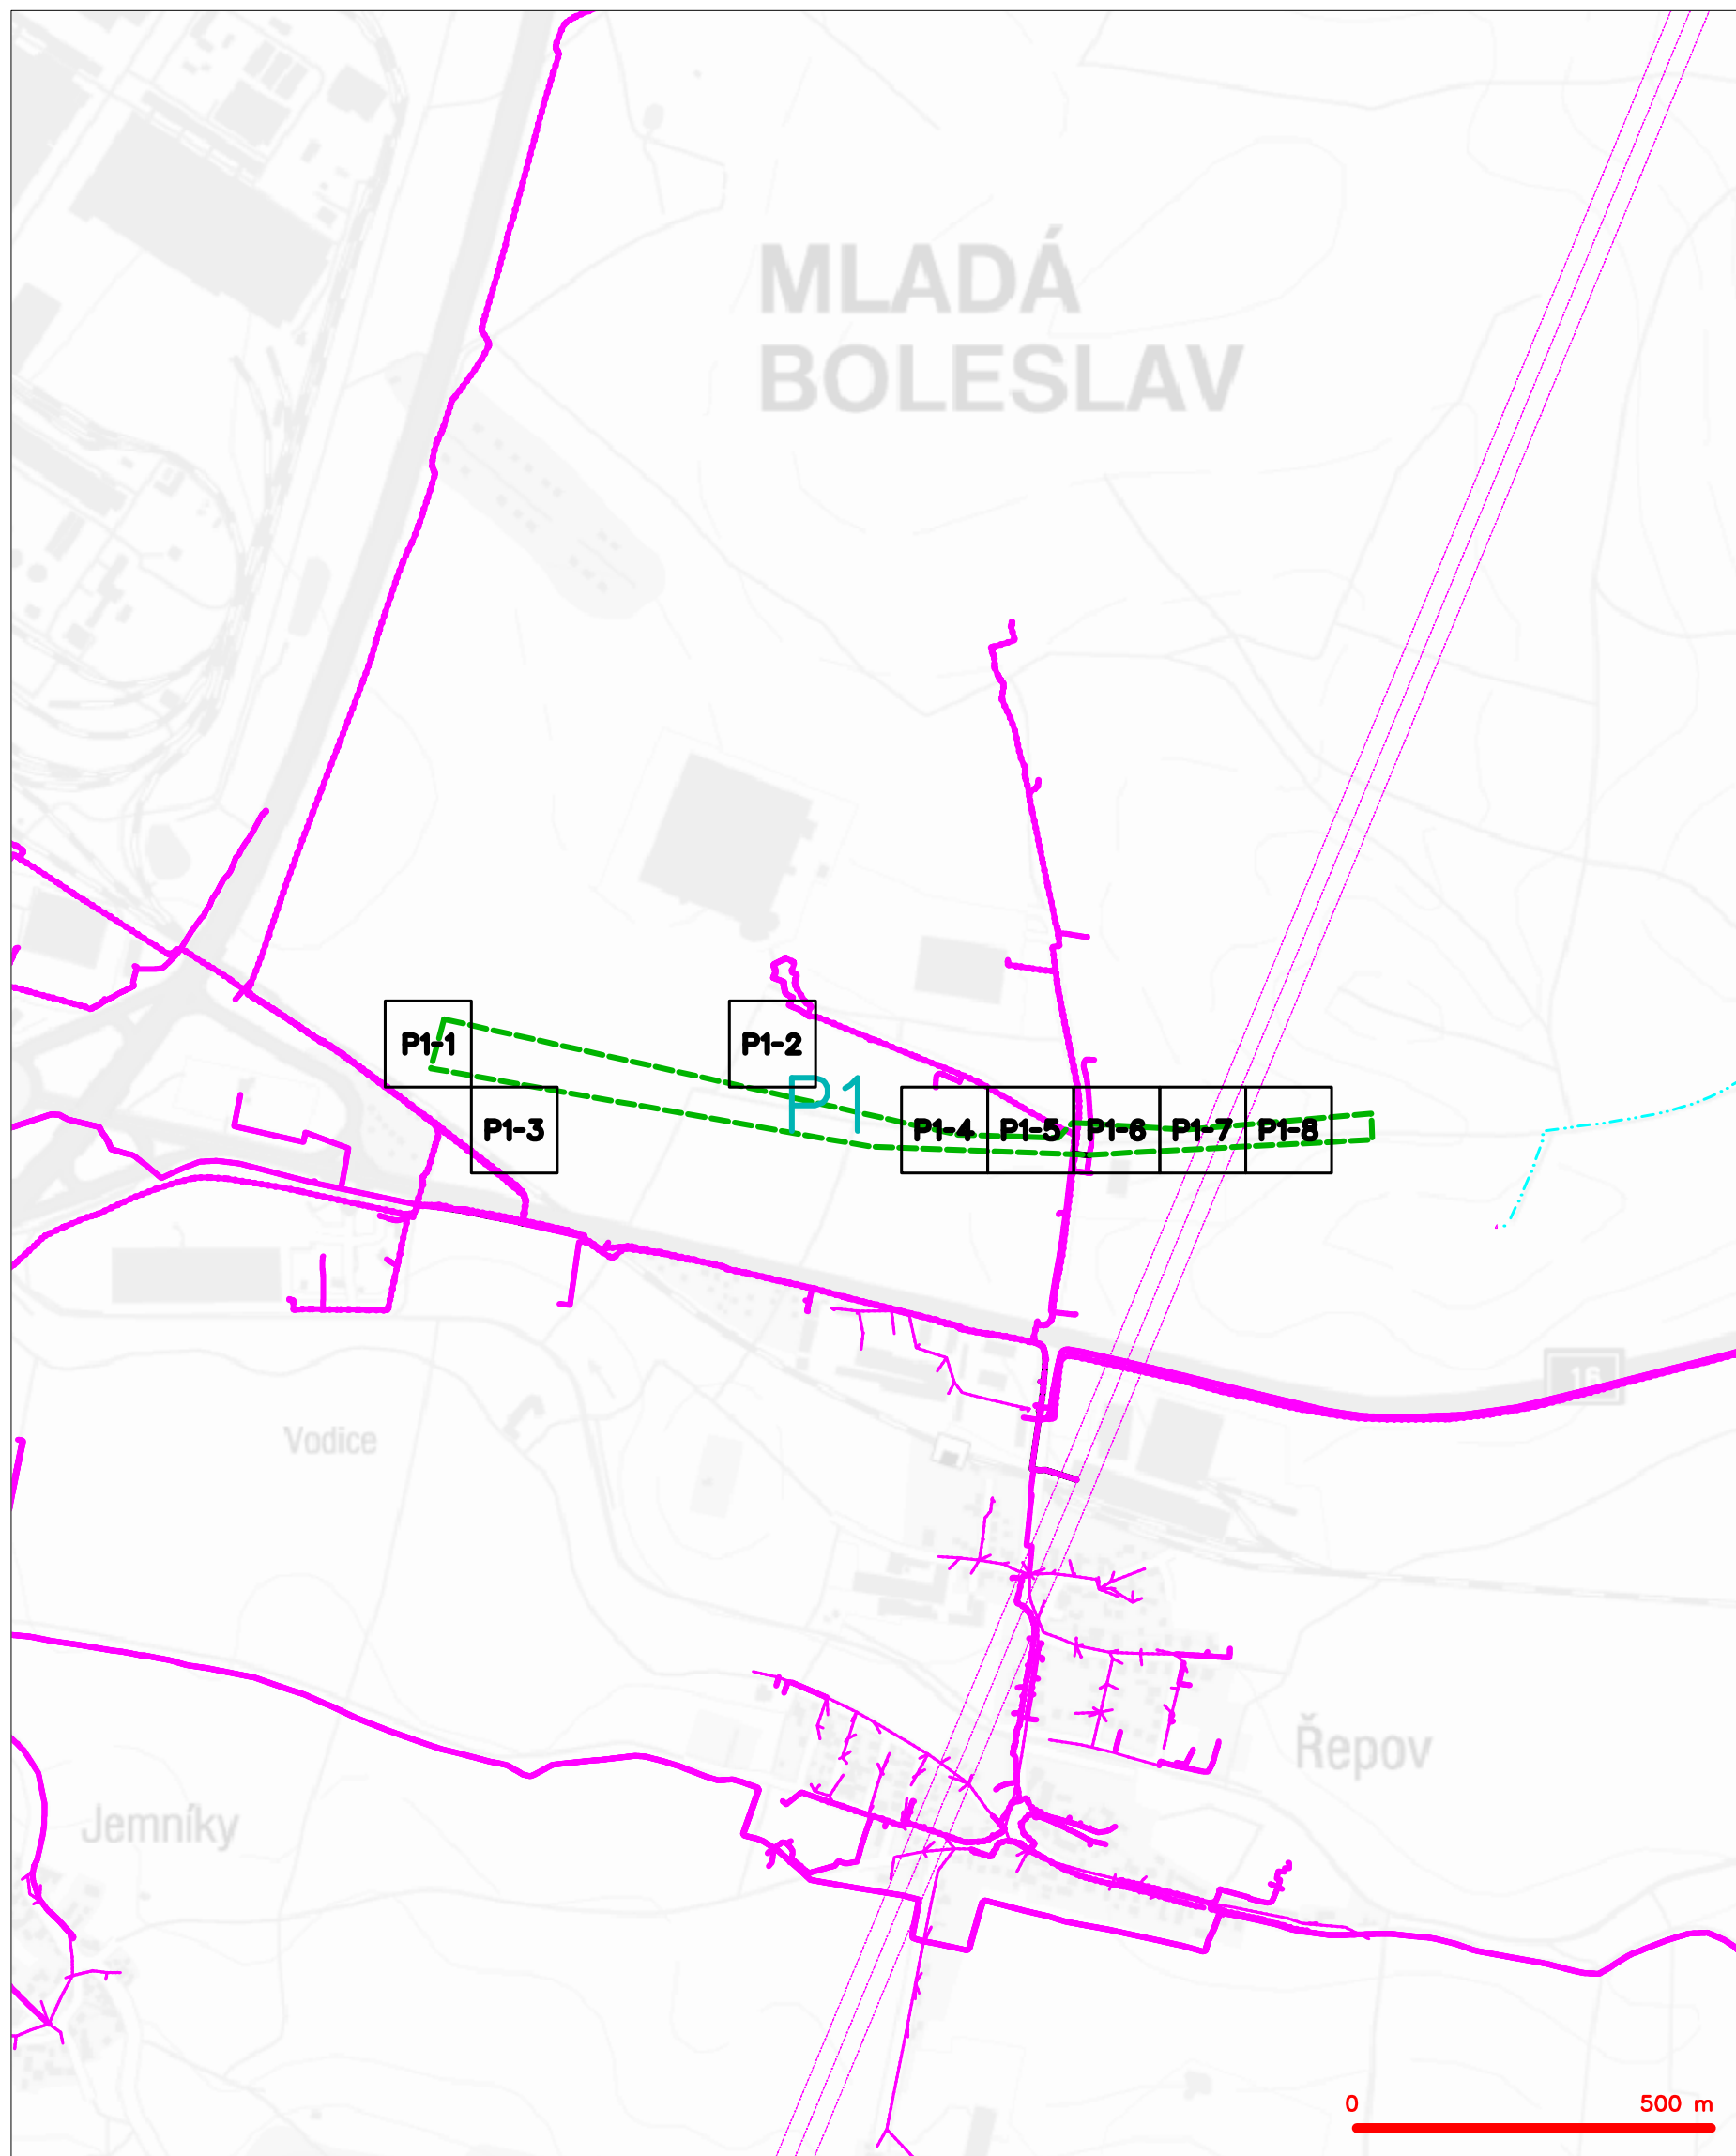 MLADÁ
BOLESLAV
P1-1
P1-2
P1
P1-3
P1-4
P1-5
P1-6
P1-7
P1-8
16
Vodice
Řepov
Jemníky
0 500 m